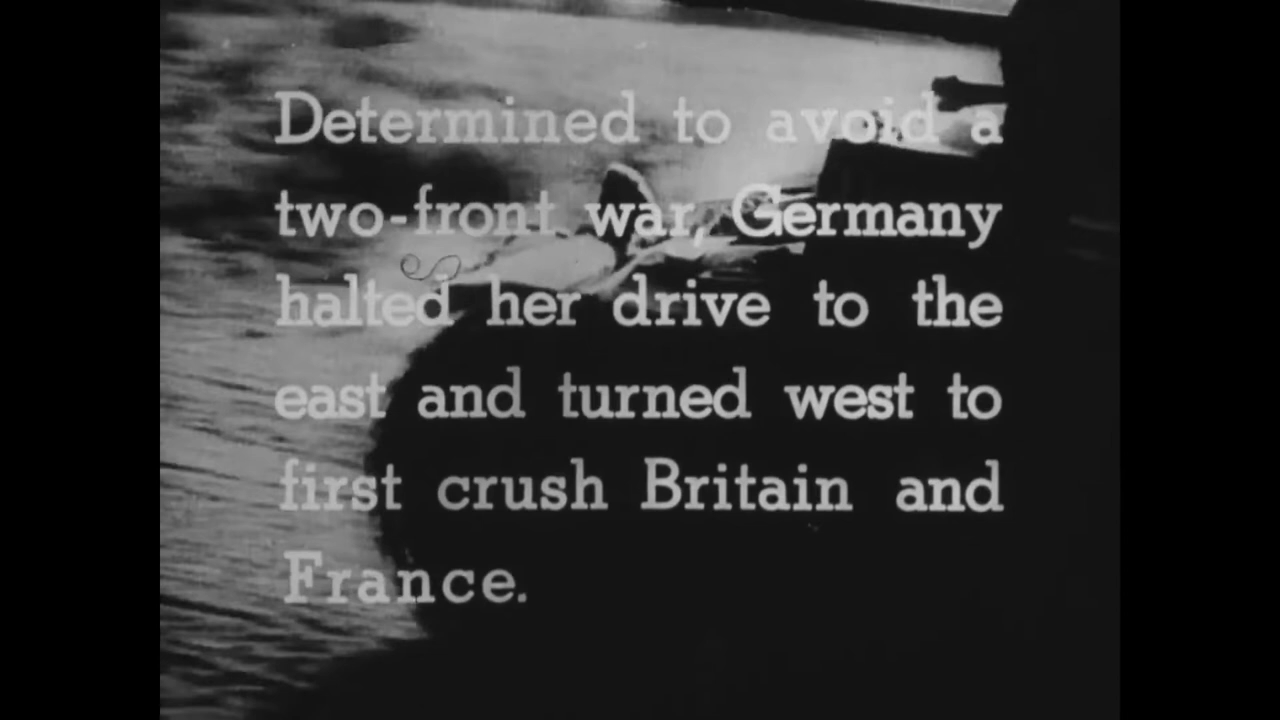 Determined to avoid a
two-front war, Germany
halted her drive to the
east and turned west to
first crush Britain and
France.